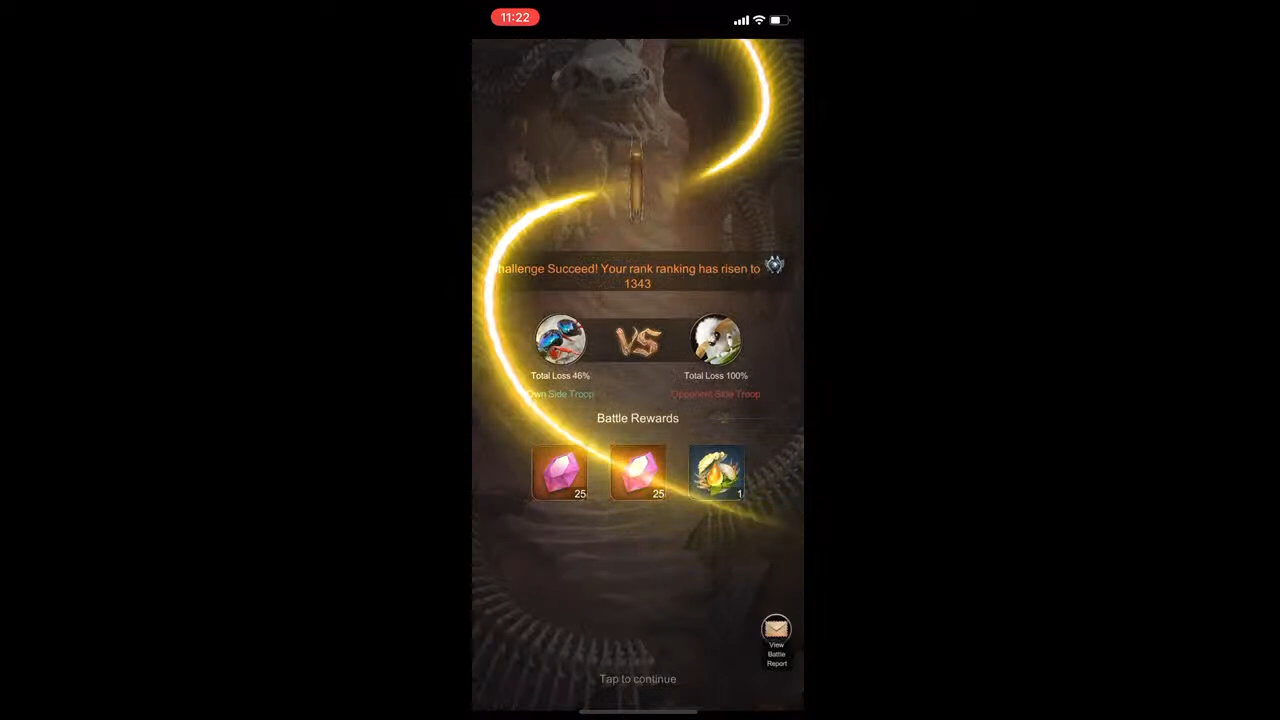 11:22
hallenge Succeed! Your rank ranking has risen to
1343
VS
Total Loss 46%
Total Loss 100%
Own Side Troop
Opponent Side Troop
Battle Rewards
25
25
1
View
Battle
Report
Tap to continue